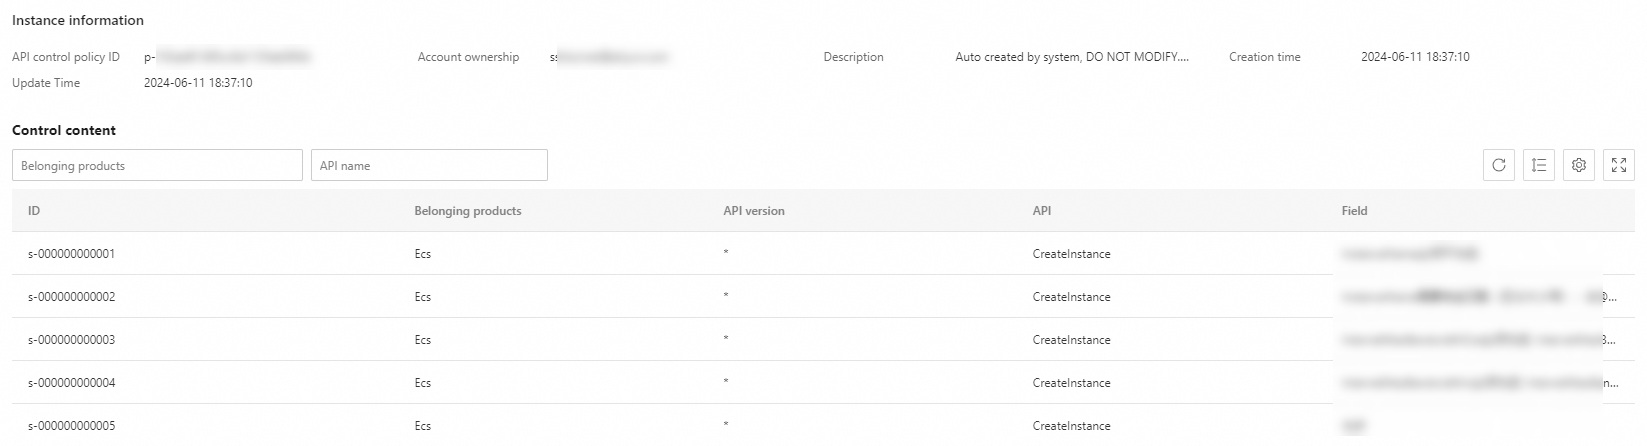 Instance information
API control policy ID p- Account ownership s Description Auto created by system, DO NOT MODIFY.... Creation time 2024-06-11 18:37:10
Update Time 2024-06-11 18:37:10
Control content
Belonging products API name
ID Belonging products API version API Field
s-000000000001 Ecs * CreateInstance
s-000000000002 Ecs * CreateInstance
s-000000000003 Ecs * CreateInstance
s-000000000004 Ecs * CreateInstance
s-000000000005 Ecs * CreateInstance